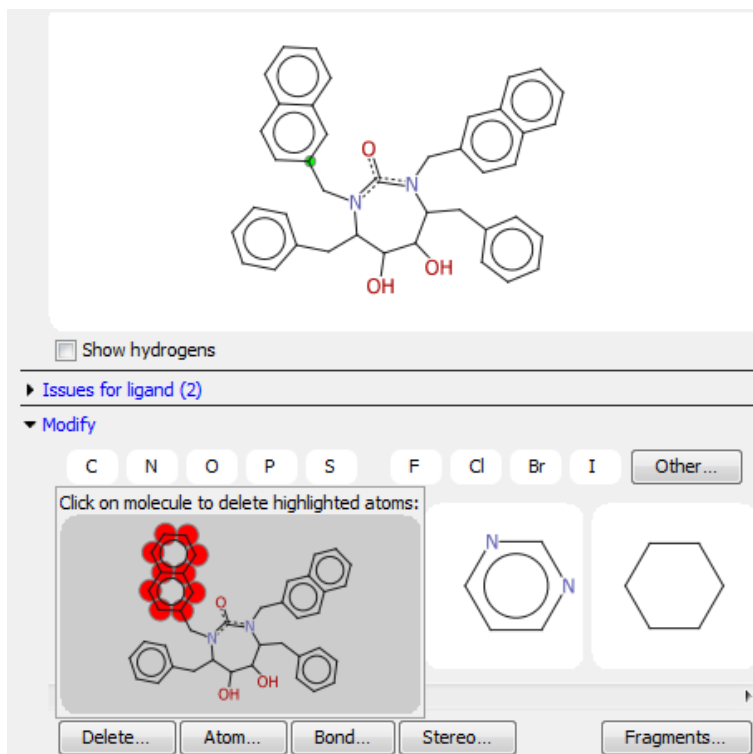 O
N
N
OH
OH
Show hydrogens
Issues for ligand (2)
Modify
C N O P S F Cl Br I Other...
Click on molecule to delete highlighted atoms:
O
N
N
OH
OH
N
N
Delete... Atom... Bond... Stereo... Fragments...